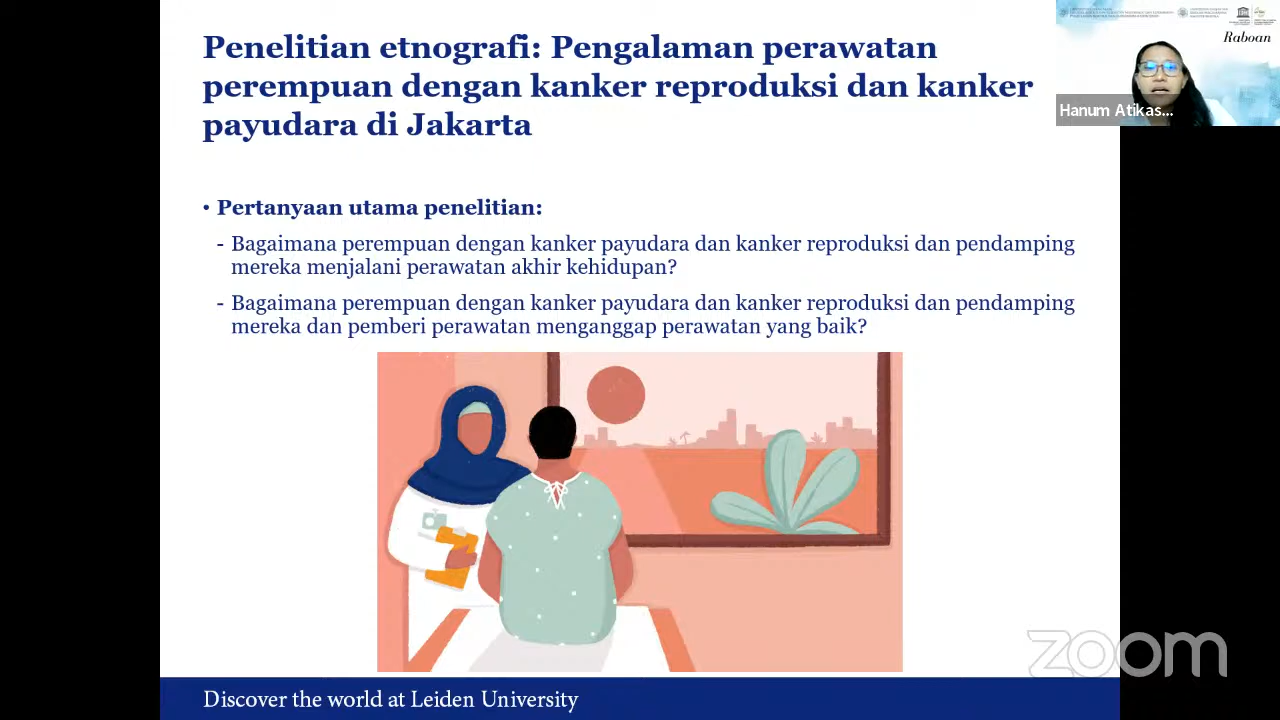 Penelitian etnografi: Pengalaman perawatan
perempuan dengan kanker reproduksi dan kanker
payudara di Jakarta
• Pertanyaan utama penelitian:
- Bagaimana perempuan dengan kanker payudara dan kanker reproduksi dan pendamping
mereka menjalani perawatan akhir kehidupan?
- Bagaimana perempuan dengan kanker payudara dan kanker reproduksi dan pendamping
mereka dan pemberi perawatan menganggap perawatan yang baik?
Discover the world at Leiden University
Raboan
Hanum Atikas...
zoom